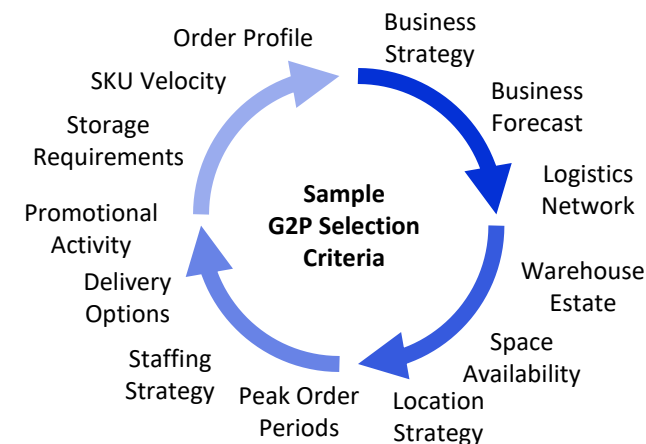 Business
Strategy
Business
Forecast
Logistics
Network
Warehouse
Estate
Space
Availability
Location
Strategy
Peak Order
Periods
Staffing
Strategy
Delivery
Options
Promotional
Activity
Storage
Requirements
SKU Velocity
Order Profile
Sample
G2P Selection
Criteria